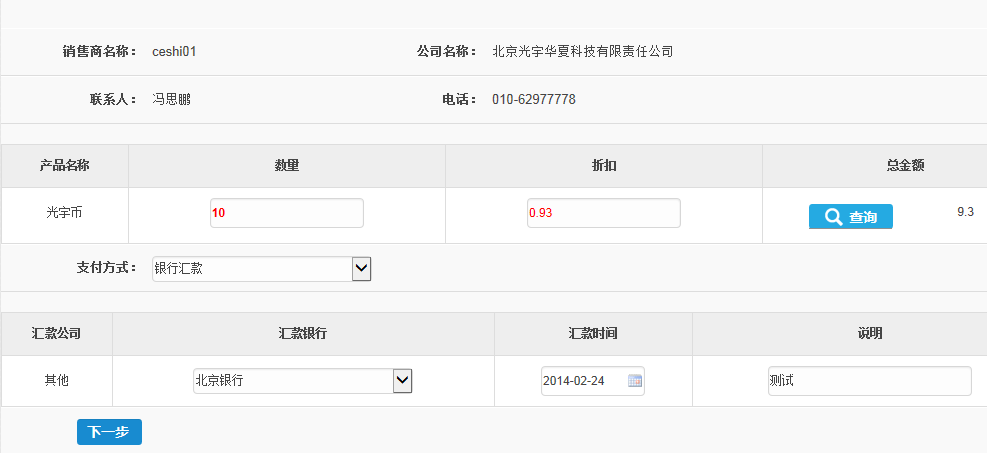 销售商名称： ceshi01 公司名称： 北京光宇华夏科技有限责任公司
联系人： 冯思鹏 电话： 010-62977778
产品名称 数量 折扣 总金额
光宇币 10 0.93 查询 9.3
支付方式： 银行汇款
汇款公司 汇款银行 汇款时间 说明
其他 北京银行 2014-02-24 测试
下一步